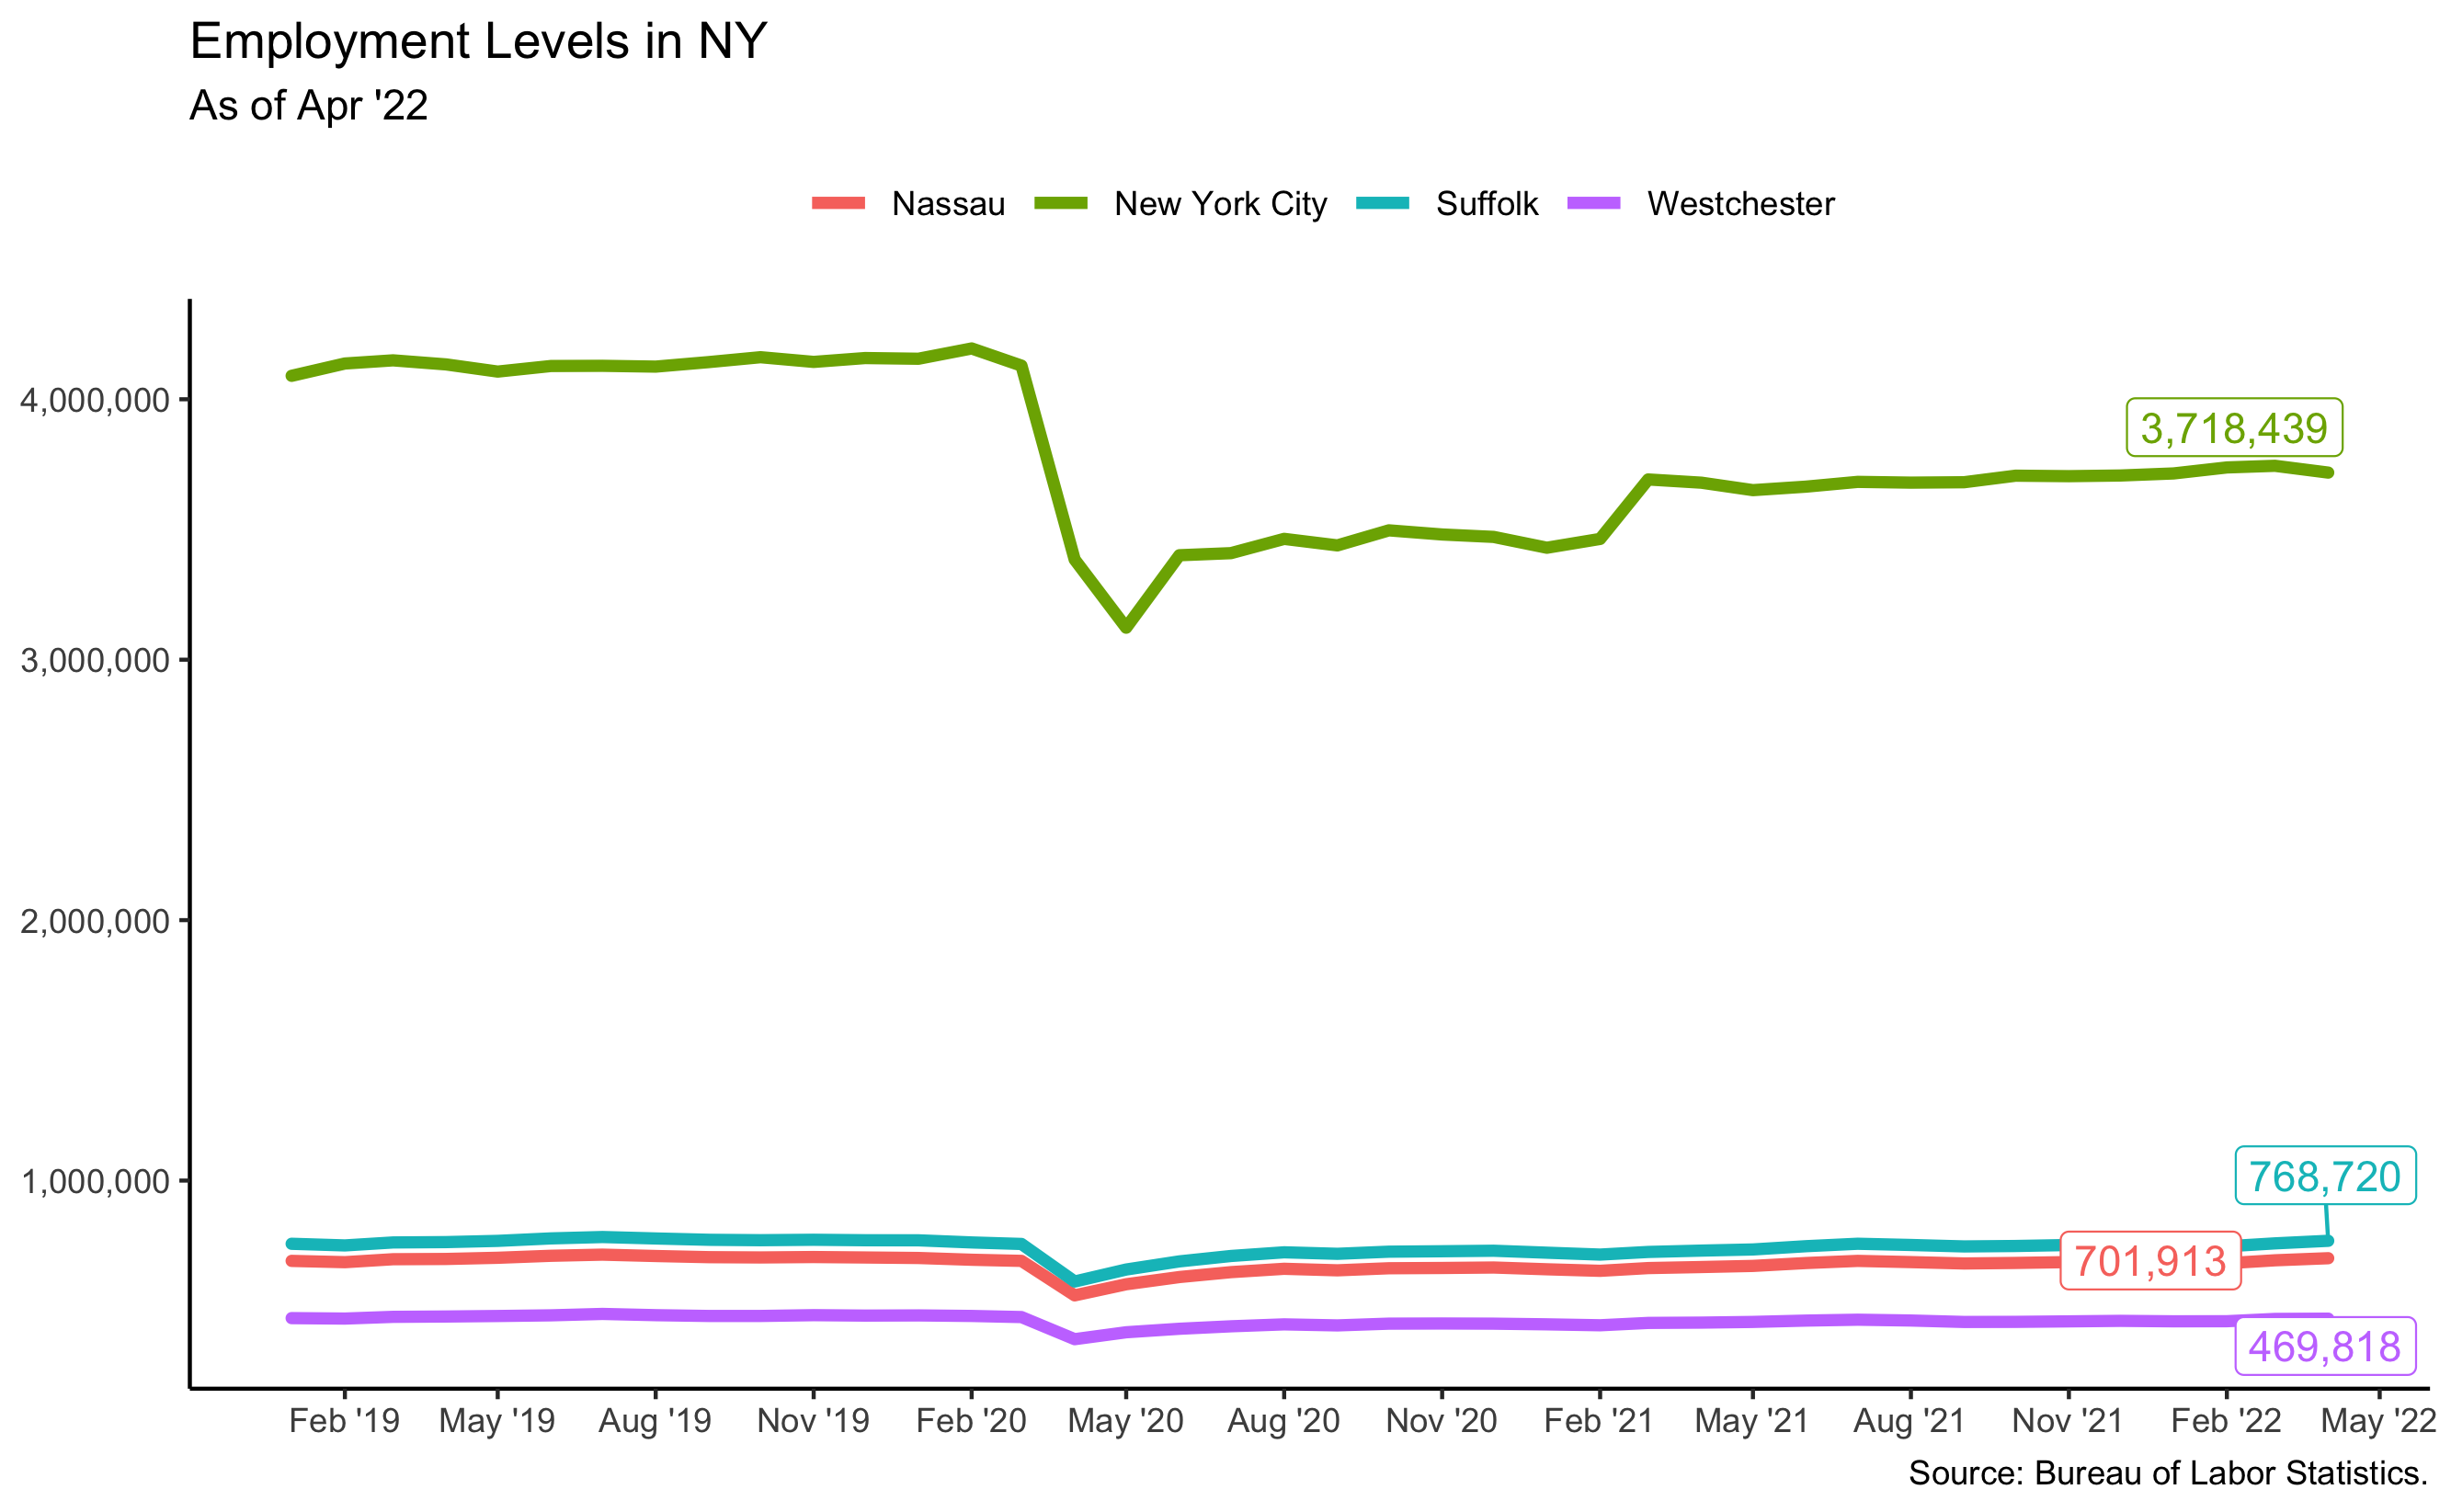 Employment Levels in NY
As of Apr '22
Nassau New York City Suffolk Westchester
4,000,000
3,000,000
2,000,000
1,000,000
3,718,439
768,720
701,913
469,818
Feb '19 May '19 Aug '19 Nov '19 Feb '20 May '20 Aug '20 Nov '20 Feb '21 May '21 Aug '21 Nov '21 Feb '22 May '22
Source: Bureau of Labor Statistics.